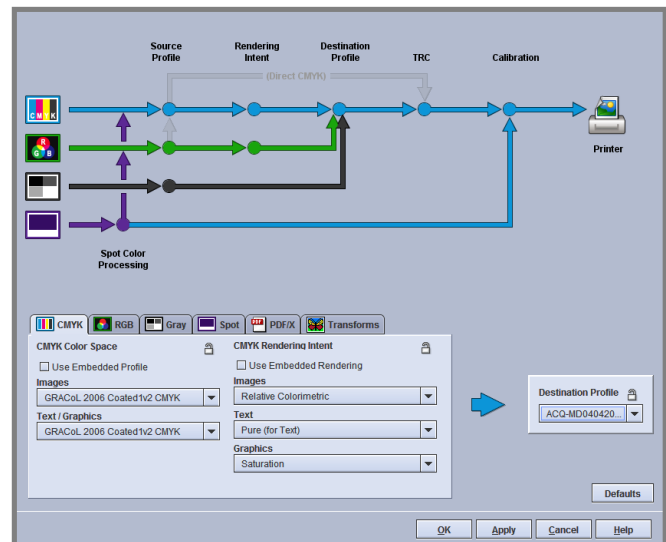 Source Profile
Rendering Intent
Destination Profile
TRC
Calibration
(Direct CMYK)
C M Y K
R
G B
Printer
Spot Color Processing
CMYK
RGB
Gray
Spot
PDF/X
Transforms
CMYK Color Space
Use Embedded Profile
Images
GRACoL 2006 Coated1v2 CMYK
Text / Graphics
GRACoL 2006 Coated1v2 CMYK
CMYK Rendering Intent
Use Embedded Rendering
Images
Relative Colorimetric
Text
Pure (for Text)
Graphics
Saturation
Destination Profile
ACQ-MD040420...
Defaults
OK
Apply
Cancel
Help